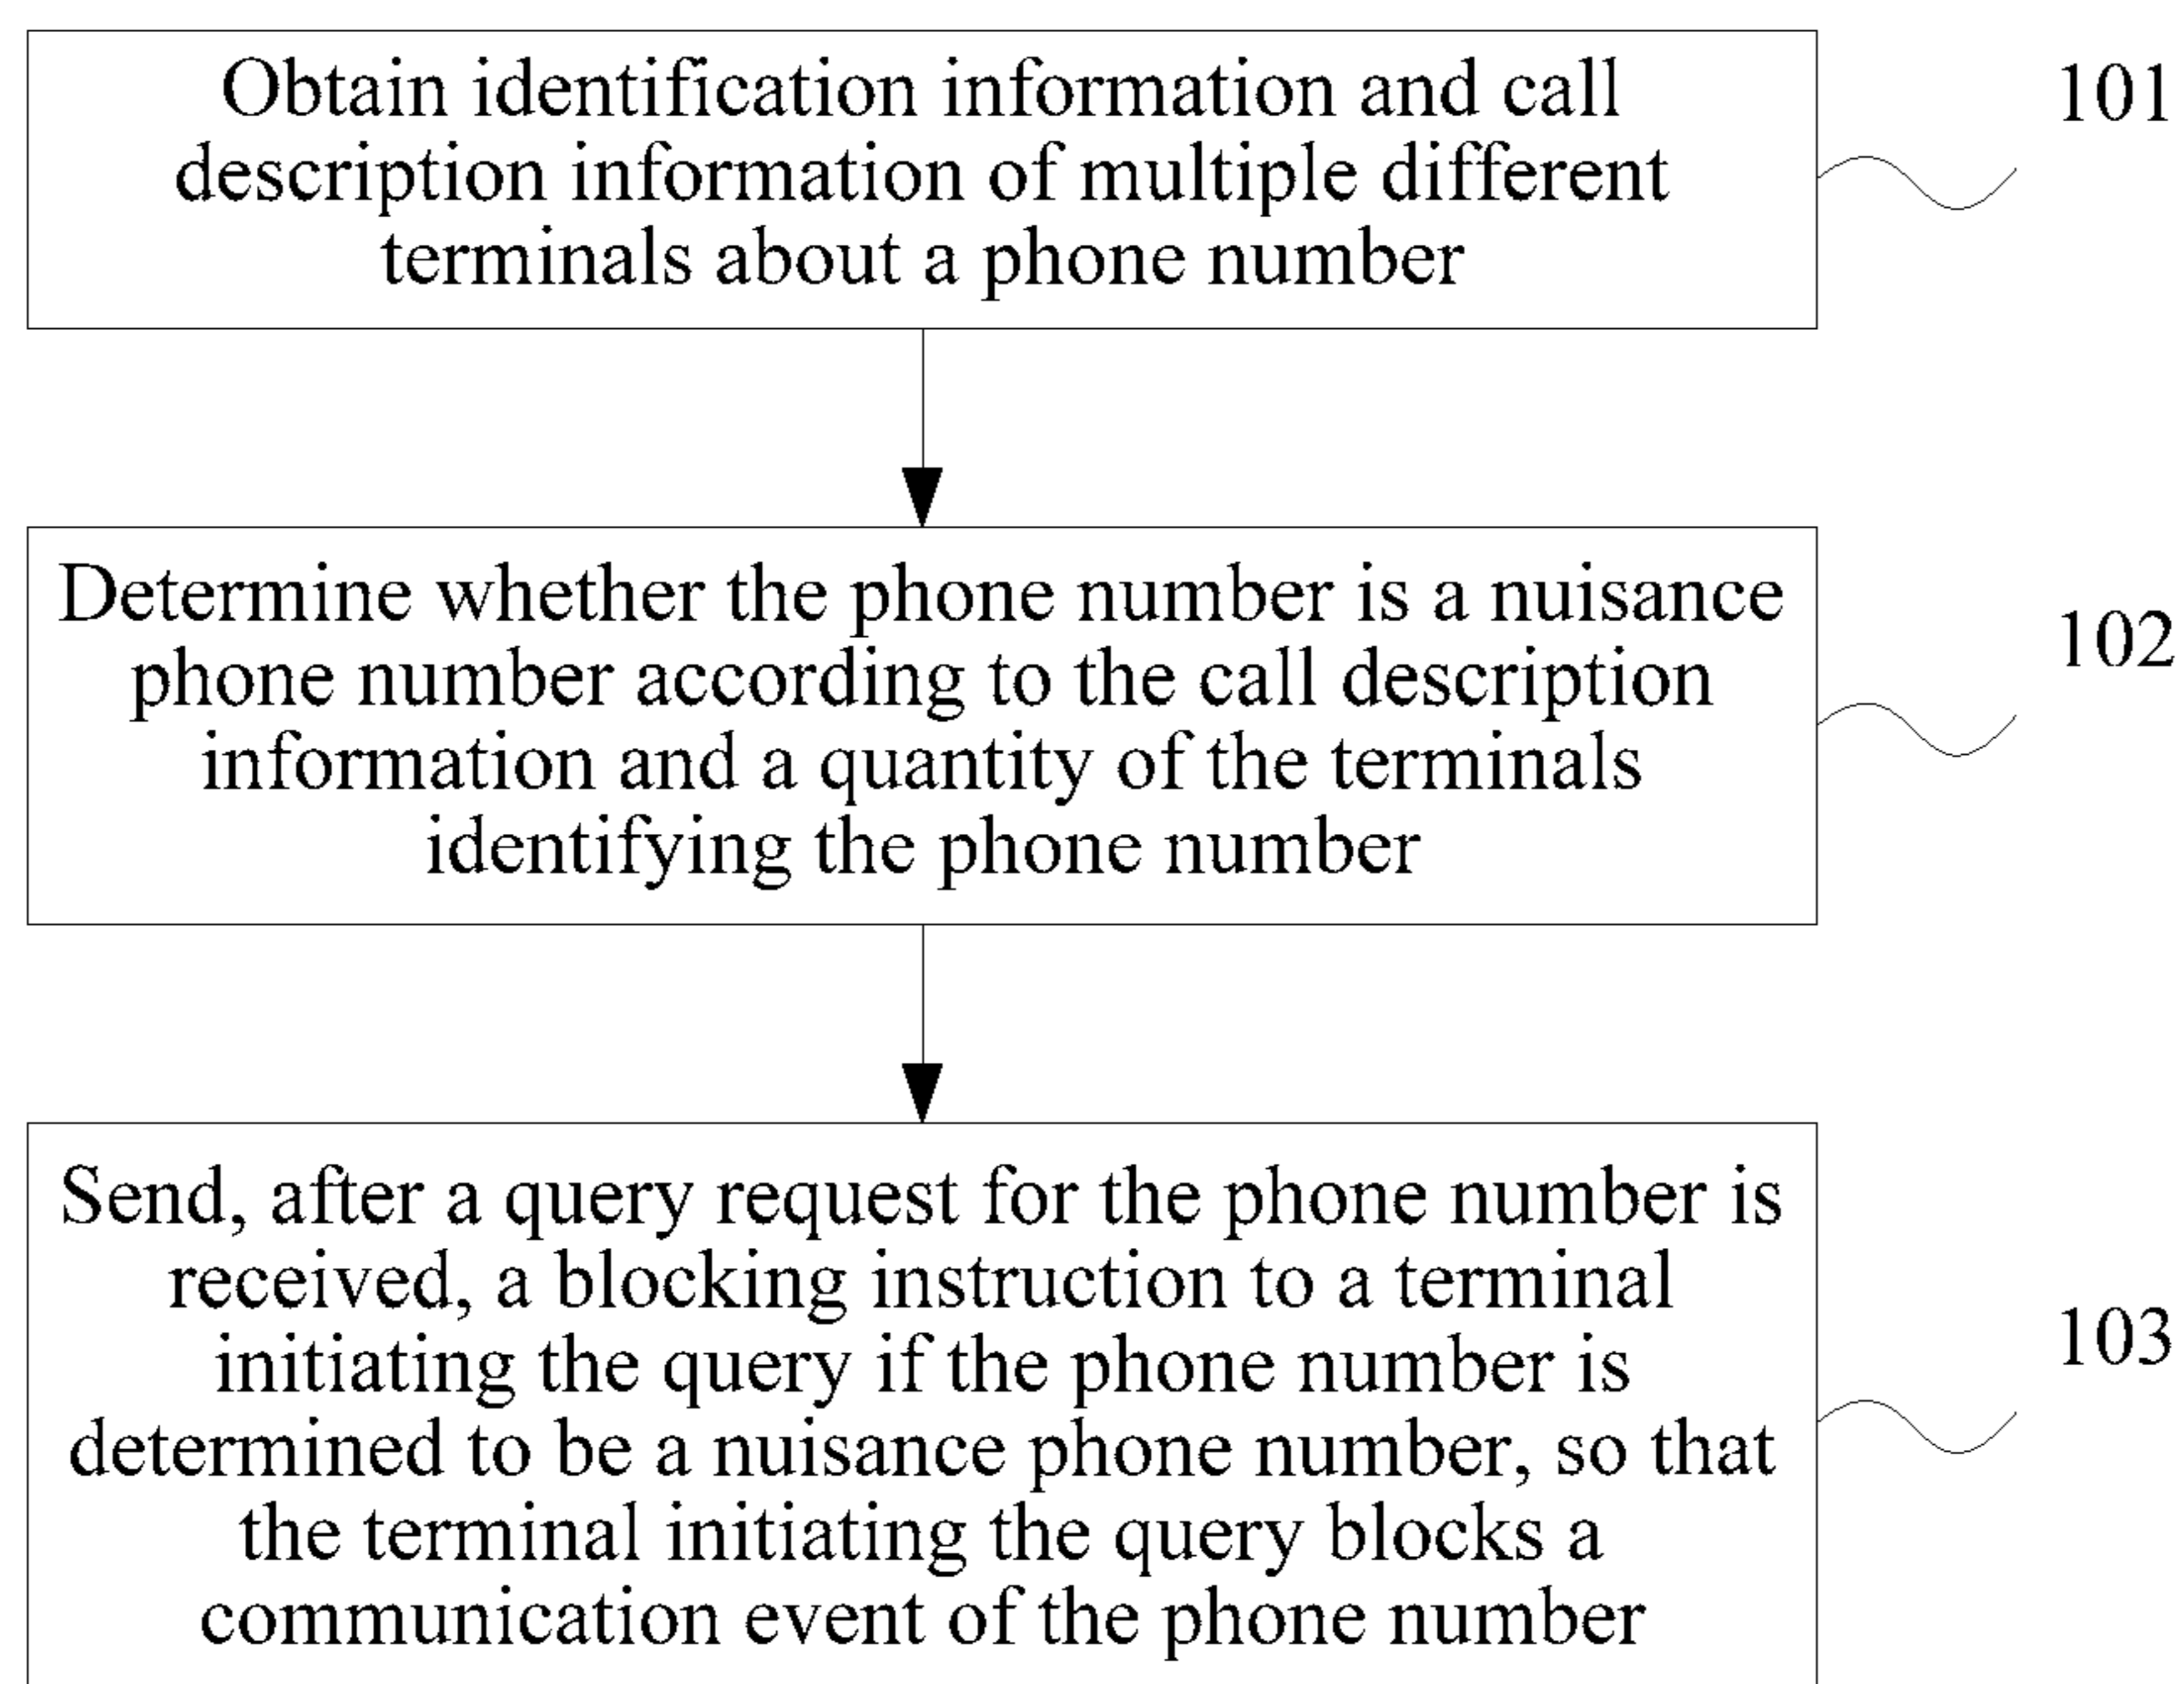 Obtain identification information and call
description information of multiple different
terminals about a phone number
101
Determine whether the phone number is a nuisance
phone number according to the call description
information and a quantity of the terminals
identifying the phone number
102
Send, after a query request for the phone number is
received, a blocking instruction to a terminal
initiating the query if the phone number is
determined to be a nuisance phone number, so that
the terminal initiating the query blocks a
communication event of the phone number
103